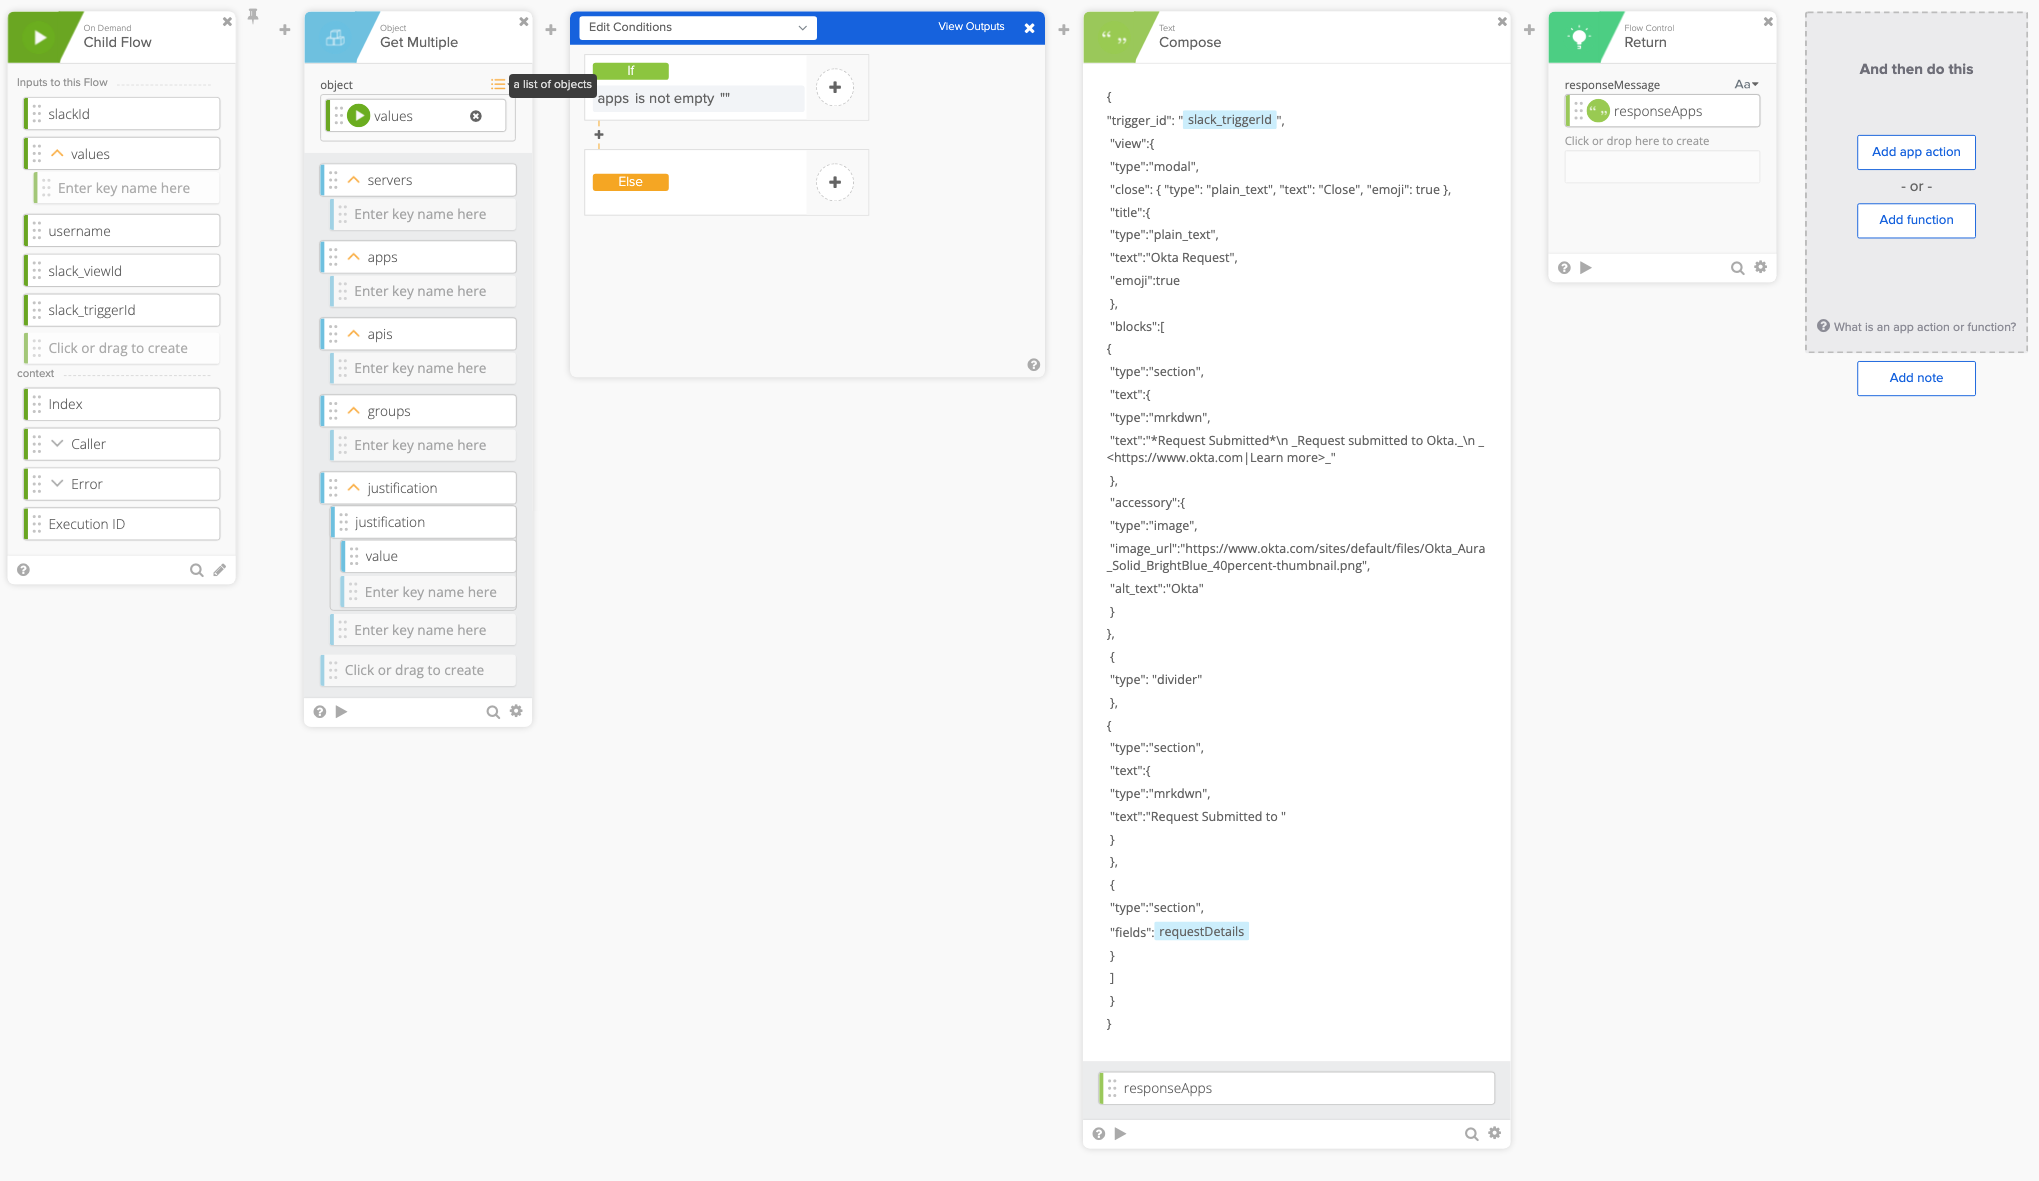 On Demand
Child Flow
Inputs to this Flow
slackId
values
Enter key name here
username
slack_viewId
slack_triggerId
Click or drag to create
context
Index
Caller
Error
Execution ID
Object
Get Multiple
object
a list of objects
values
servers
Enter key name here
apps
Enter key name here
apis
Enter key name here
groups
Enter key name here
justification
justification
value
Enter key name here
Enter key name here
Click or drag to create
Edit Conditions
View Outputs
If
apps is not empty ""
Else
Text
Compose
{
"trigger_id": " slack_triggerId ",
"view":{
"type":"modal",
"close": { "type": "plain_text", "text": "Close", "emoji": true },
"title":{
"type":"plain_text",
"text":"Okta Request",
"emoji":true
},
"blocks":[
{
"type":"section",
"text":{
"type":"mrkdwn",
"text":"*Request Submitted*\n _Request submitted to Okta._\n _
<https://www.okta.com|Learn more>_"
},
"accessory":{
"type":"image",
"image_url":"https://www.okta.com/sites/default/files/Okta_Aura
_Solid_BrightBlue_40percent-thumbnail.png",
"alt_text":"Okta"
}
},
{
"type": "divider"
},
{
"type":"section",
"text":{
"type":"mrkdwn",
"text":"Request Submitted to "
}
},
{
"type":"section",
"fields": requestDetails
}
]
}
}
responseApps
Flow Control
Return
responseMessage
Aa
responseApps
Click or drop here to create
And then do this
Add app action
- or -
Add function
What is an app action or function?
Add note